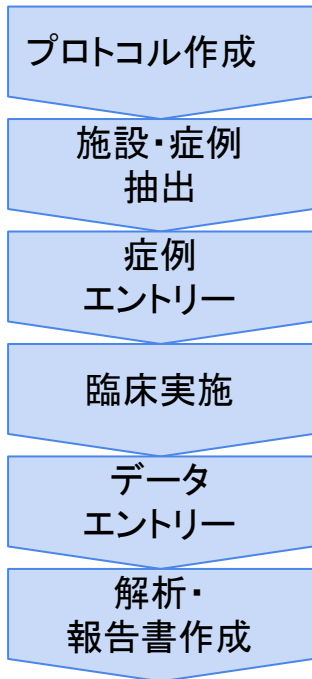 プロトコル作成
施設・症例
抽出
症例
エントリー
臨床実施
データ
エントリー
解析・
報告書作成